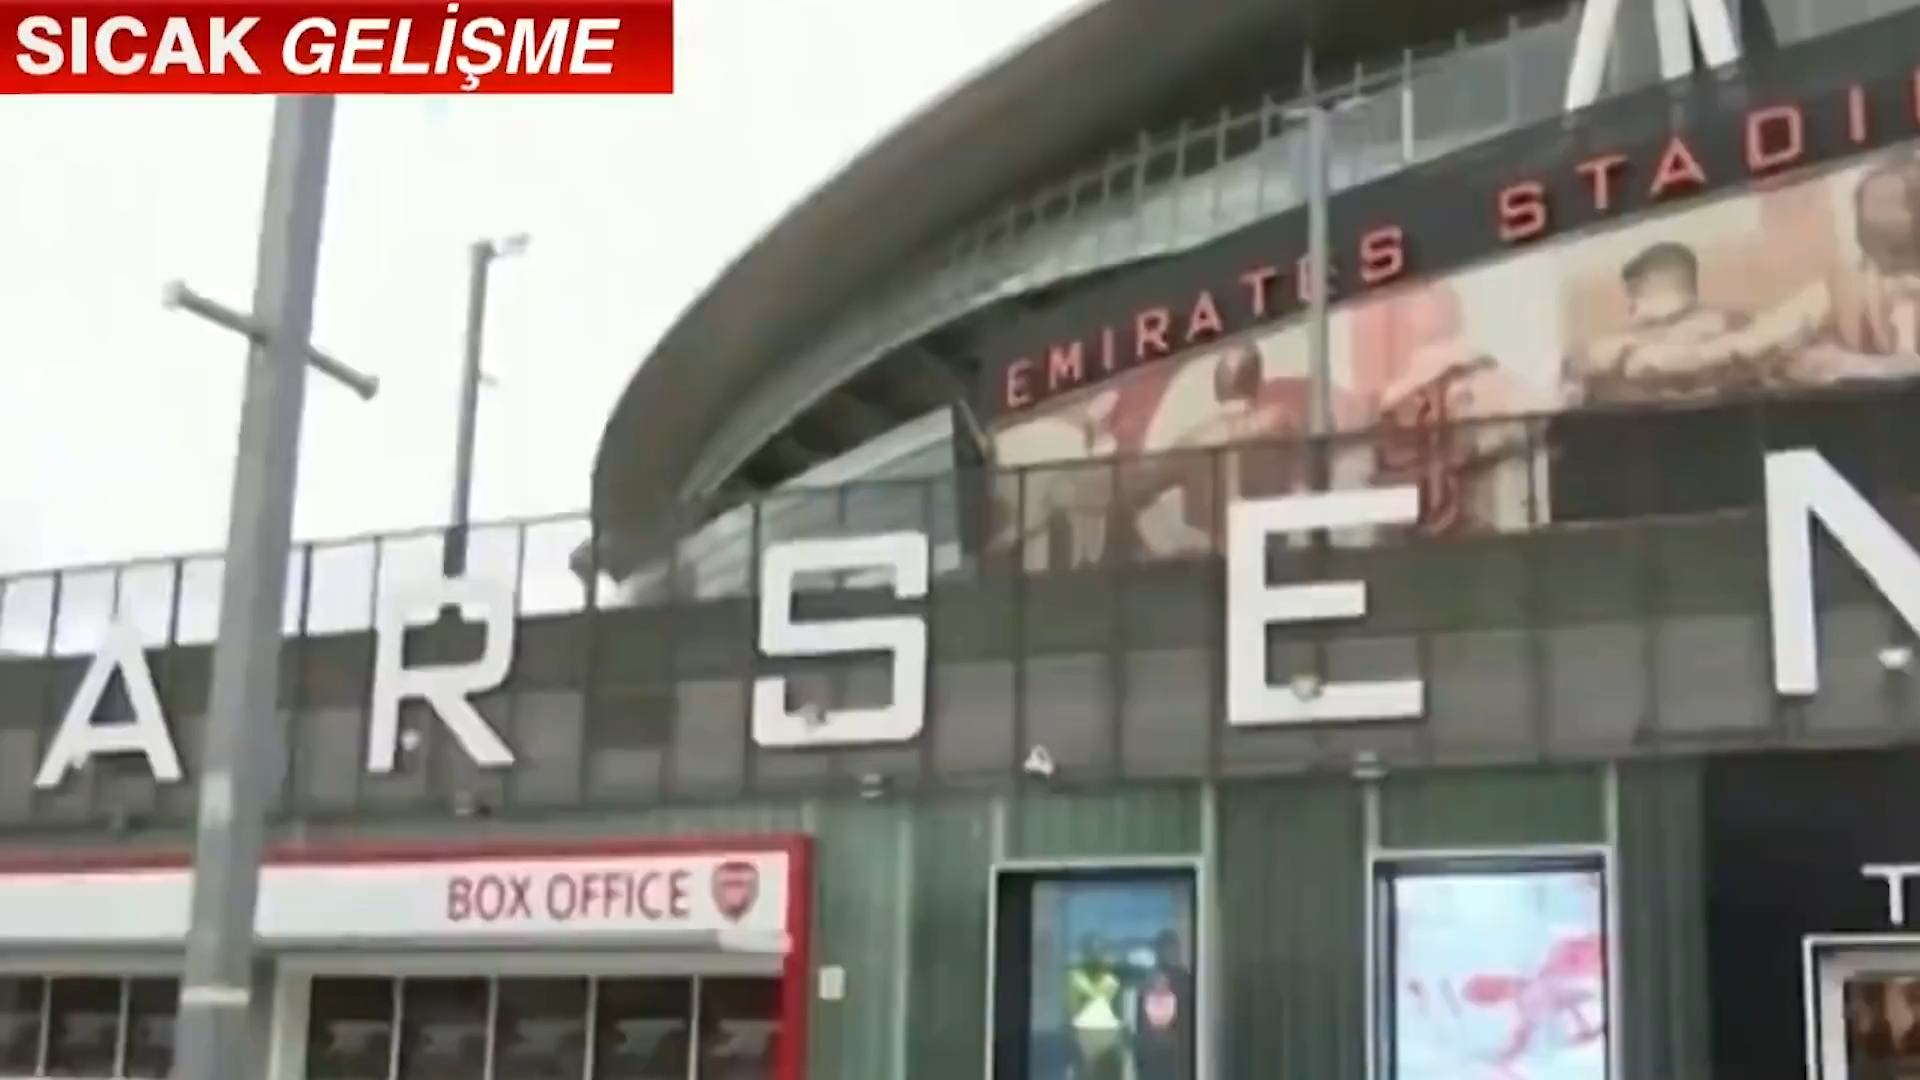 SICAK GELİŞME
EMIRATES STADI
ARSEN
BOX OFFICE
T